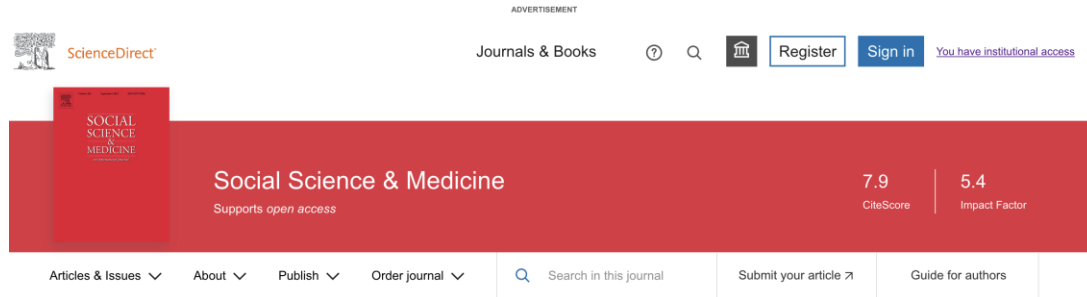 ADVERTISEMENT
ScienceDirect
Journals & Books
Register
Sign in
You have institutional access
SOCIAL
SCIENCE
&
MEDICINE
Social Science & Medicine
Supports open access
7.9
CiteScore
5.4
Impact Factor
Articles & Issues
About
Publish
Order journal
Search in this journal
Submit your article
Guide for authors